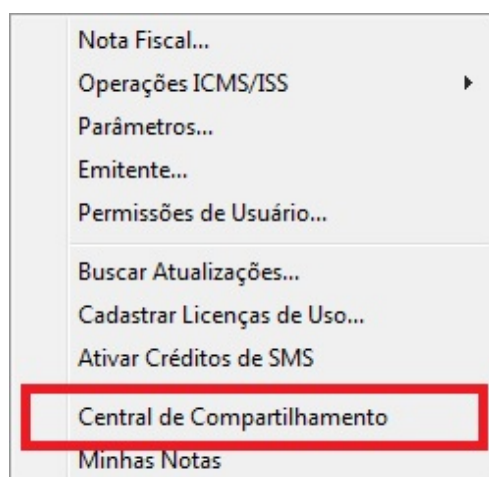 Nota Fiscal...
Operações ICMS/ISS
Parâmetros...
Emitente...
Permissões de Usuário...
Buscar Atualizações...
Cadastrar Licenças de Uso...
Ativar Créditos de SMS
Central de Compartilhamento
Minhas Notas